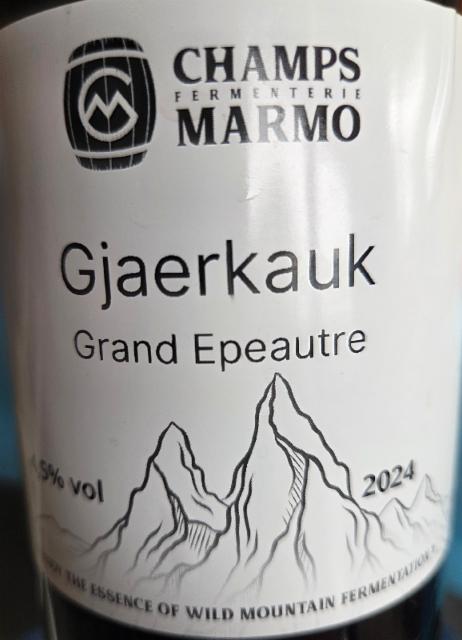 CHAMPS
FERMENTERIE
MARMO
Gjaerkauk
Grand Epeautre
5% vol
2024
THE ESSENCE OF WILD MOUNTAIN FERMENTATION